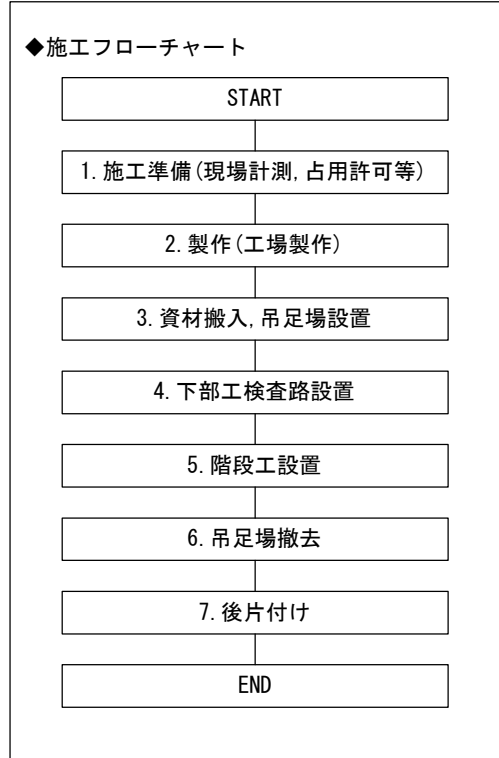 ◆施工フローチャート
START
1.施工準備(現場計測,占用許可等)
2.製作(工場製作)
3.資材搬入,吊足場設置
4.下部工検査路設置
5.階段工設置
6.吊足場撤去
7.後片付け
END